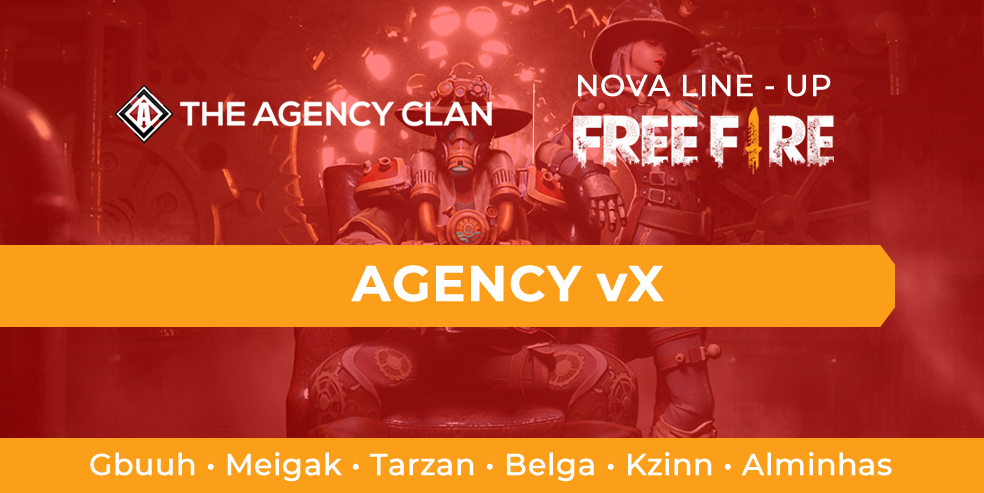 THE AGENCY CLAN
NOVA LINE - UP
FREE FIRE
AGENCY vX
Gbuuh • Meigak • Tarzan • Belga • Kzinn • Alminhas